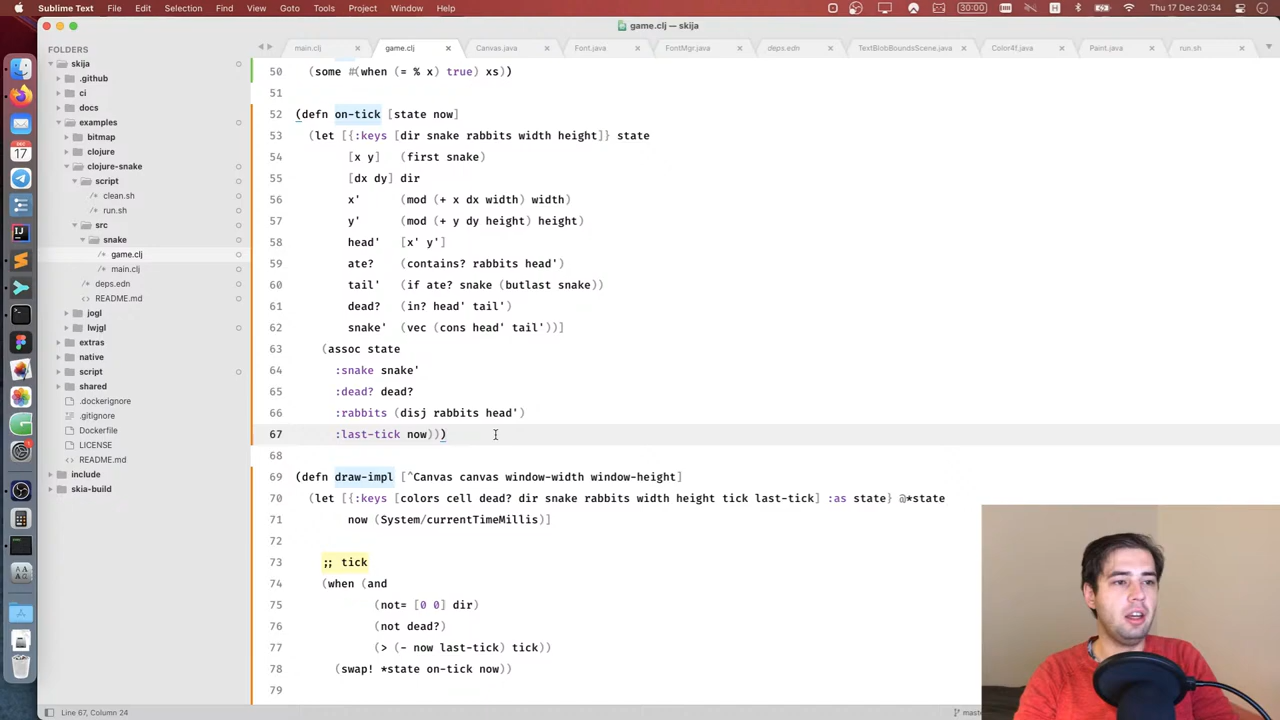 Sublime Text File Edit Selection Find View Goto Tools Project Window Help Thu 17 Dec 20:34
game.clj — skija
FOLDERS
main.clj × game.clj × Canvas.java × Font.java × FontMgr.java × deps.edn × TextBlobBoundsScene.java × Color4f.java × Paint.java × run.sh ×
skija
.github
ci
docs
examples
bitmap
clojure
clojure-snake
script
clean.sh
run.sh
src
snake
game.clj
main.clj
deps.edn
README.md
jogl
lwjgl
extras
native
script
shared
.dockerignore
.gitignore
Dockerfile
LICENSE
README.md
include
skia-build
50 (some #(when (= % x) true) xs))
51
52 (defn on-tick [state now]
53 (let [{:keys [dir snake rabbits width height]} state
54 [x y] (first snake)
55 [dx dy] dir
56 x' (mod (+ x dx width) width)
57 y' (mod (+ y dy height) height)
58 head' [x' y']
59 ate? (contains? rabbits head')
60 tail' (if ate? snake (butlast snake))
61 dead? (in? head' tail')
62 snake' (vec (cons head' tail'))]
63 (assoc state
64 :snake snake'
65 :dead? dead?
66 :rabbits (disj rabbits head')
67 :last-tick now)))
68
69 (defn draw-impl [^Canvas canvas window-width window-height]
70 (let [{:keys [colors cell dead? dir snake rabbits width height tick last-tick] :as state} @*state
71 now (System/currentTimeMillis)]
72
73 ;; tick
74 (when (and
75 (not= [0 0] dir)
76 (not dead?)
77 (> (- now last-tick) tick))
78 (swap! *state on-tick now))
79
Line 67, Column 24